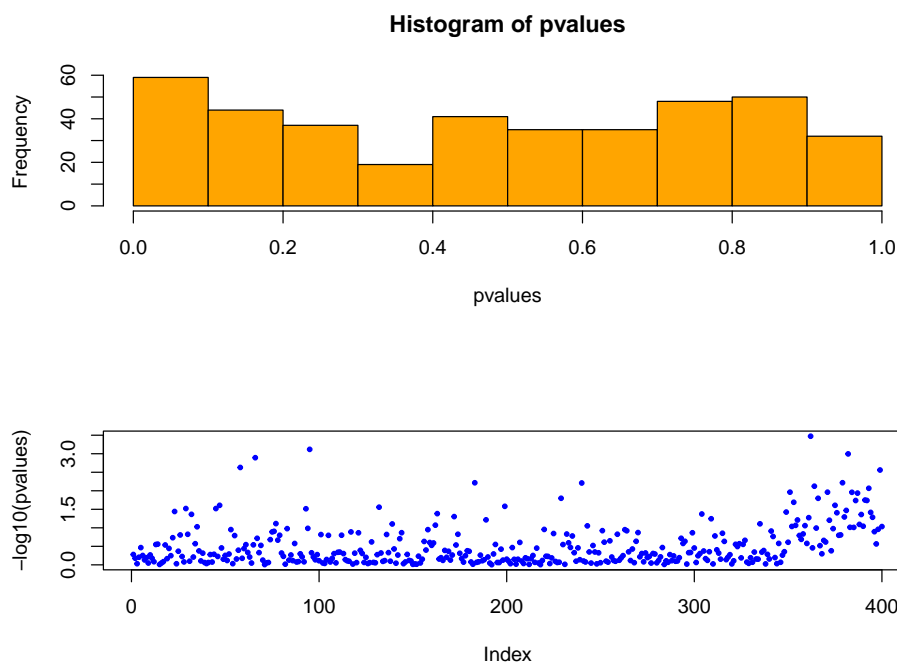 Histogram of pvalues
Frequency
60
40
20
0
0.0 0.2 0.4 0.6 0.8 1.0
pvalues
−log10(pvalues)
3.0
1.5
0.0
0 100 200 300 400
Index